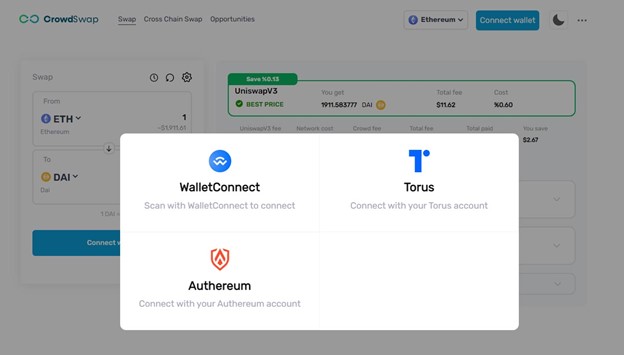 CrowdSwap
Swap
Cross Chain Swap
Opportunities
Ethereum
Connect wallet
Swap
From
ETH
1
Ethereum
~$1,911.61
To
DAI
Dai
1 DAI
Connect w
Save %0.13
UniswapV3
BEST PRICE
You get
1911.583777 DAI
Total fee
$11.62
Cost
%0.60
UniswapV3 fee
Network cost
Crowd fee
Total fee
Total paid
You save
$2.67
WalletConnect
Scan with WalletConnect to connect
Torus
Connect with your Torus account
Authereum
Connect with your Authereum account